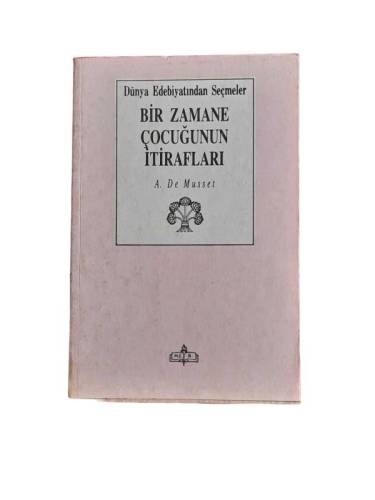 Dünya Edebiyatından Seçmeler
BİR ZAMANE
ÇOCUĞUNUN
İTİRAFLARI
A. De Musset